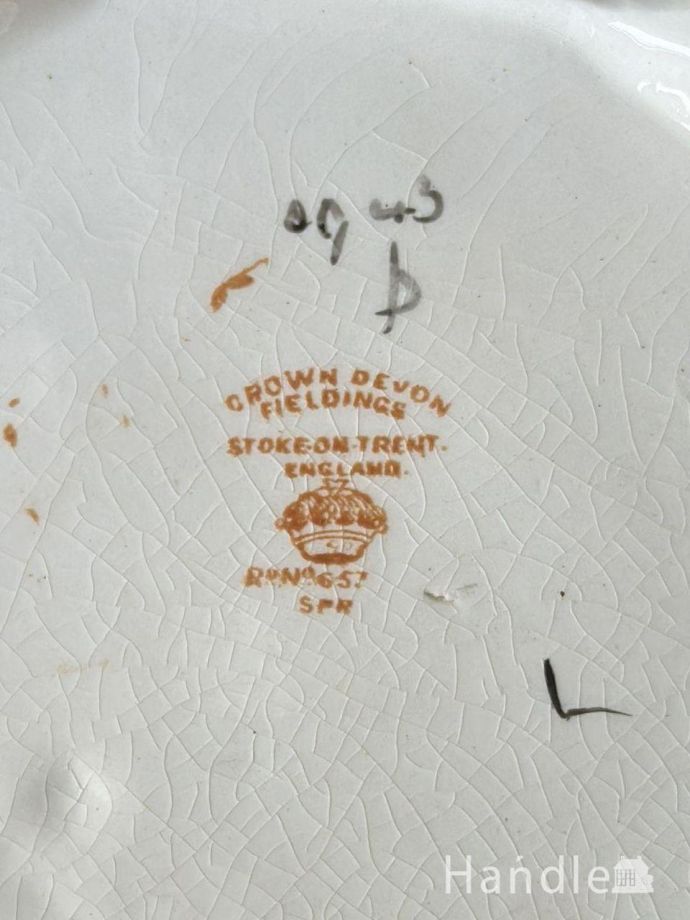 CROWN DEVON
FIELDINGS
STOKE-ON-TRENT.
ENGLAND.
SPR
L
Handle